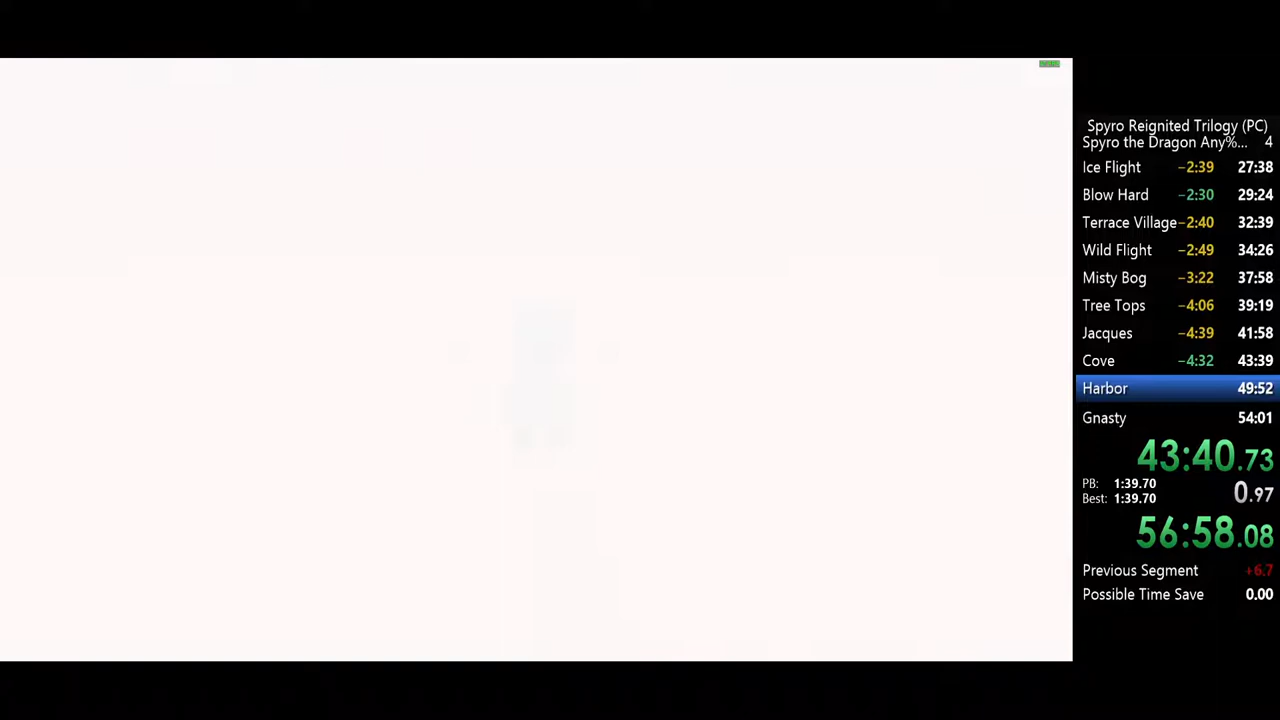 Spyro Reignited Trilogy (PC)
Spyro the Dragon Any%... 4
Ice Flight -2:39 27:38
Blow Hard -2:30 29:24
Terrace Village -2:40 32:39
Wild Flight -2:49 34:26
Misty Bog -3:22 37:58
Tree Tops -4:06 39:19
Jacques -4:39 41:58
Cove -4:32 43:39
Harbor 49:52
Gnasty 54:01
43:40.73
PB: 1:39.70
Best: 1:39.70
0.97
56:58.08
Previous Segment +6.7
Possible Time Save 0.00